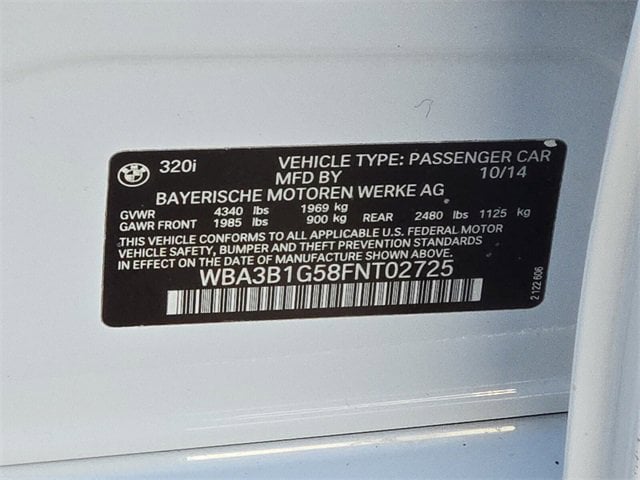 BMW 320i VEHICLE TYPE: PASSENGER CAR
MFD BY 10/14
BAYERISCHE MOTOREN WERKE AG
GVWR 4340 lbs 1969 kg
GAWR FRONT 1985 lbs 900 kg REAR 2480 lbs 1125 kg
THIS VEHICLE CONFORMS TO ALL APPLICABLE U.S. FEDERAL MOTOR
VEHICLE SAFETY, BUMPER AND THEFT PREVENTION STANDARDS
IN EFFECT ON THE DATE OF MANUFACTURE SHOWN ABOVE.
WBA3B1G58FNT02725
2 122 606